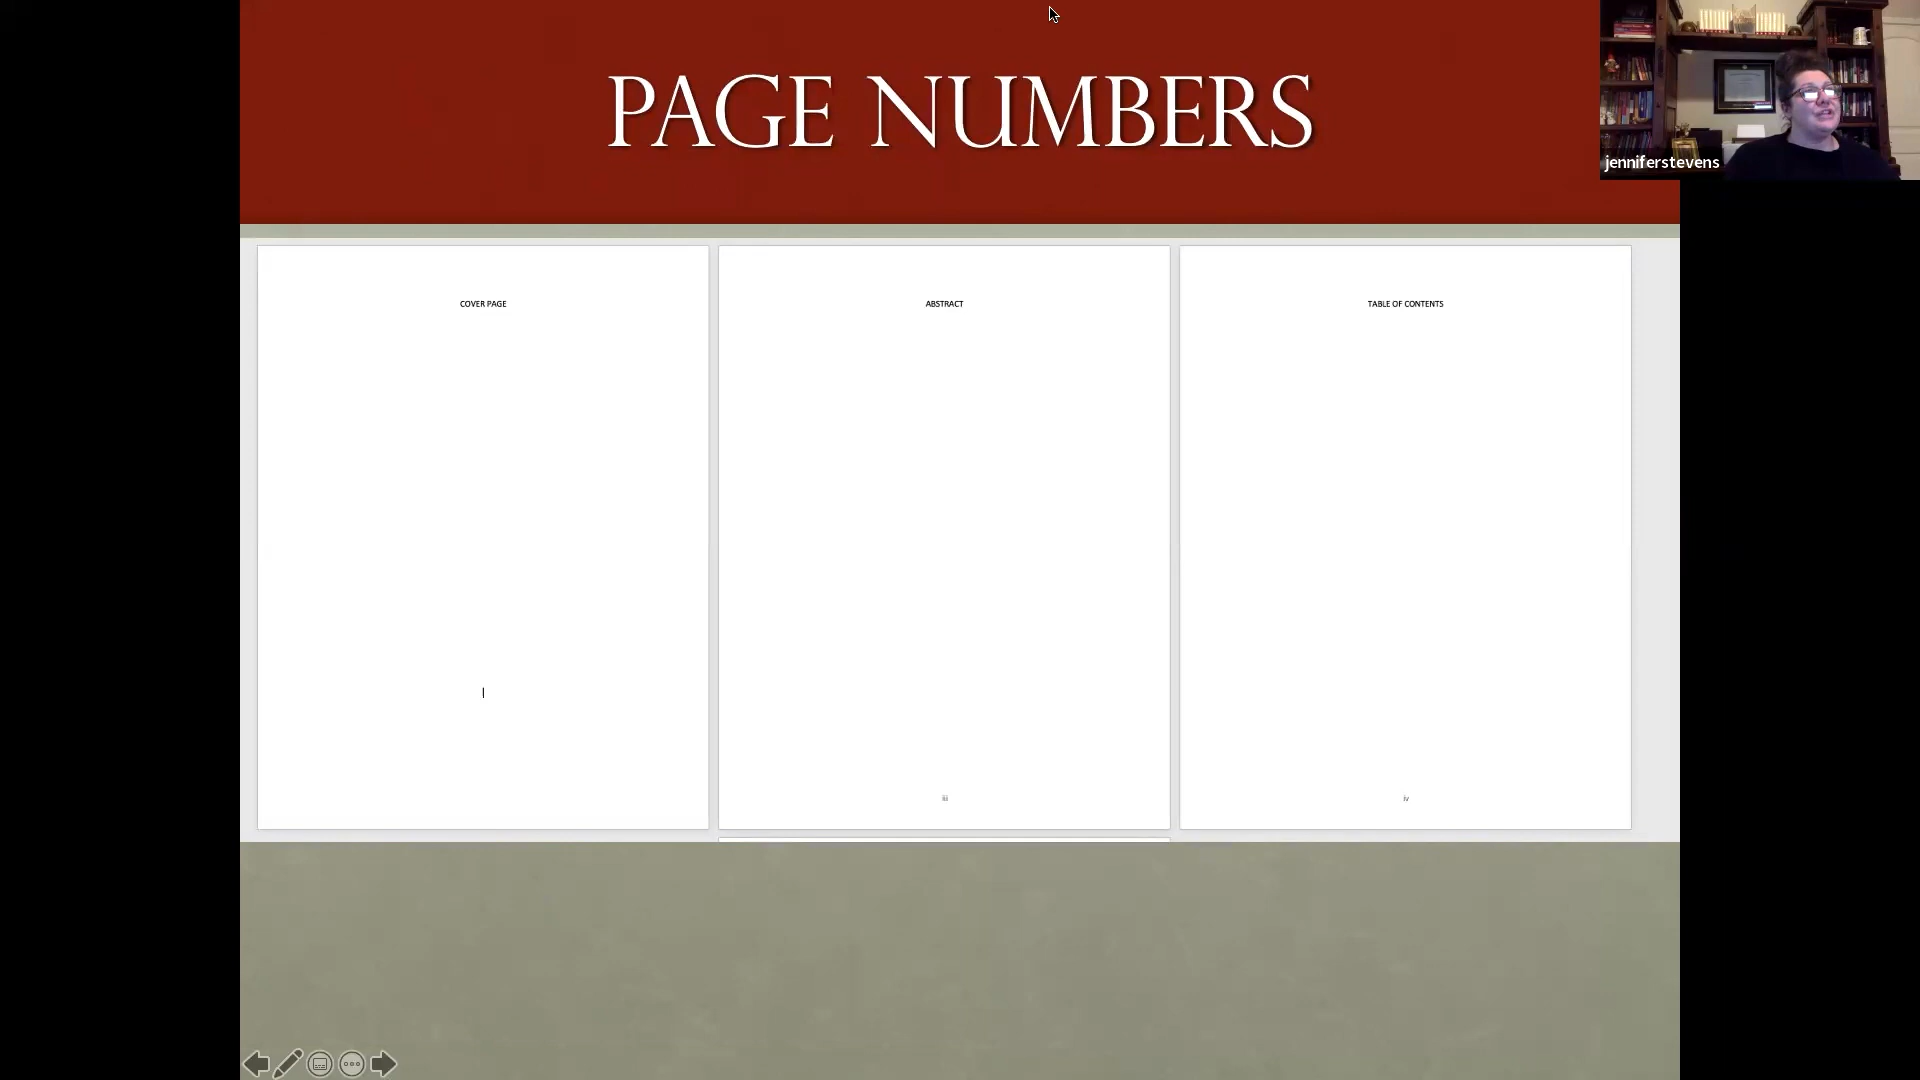 PAGE NUMBERS
jenniferstevens
COVER PAGE
ABSTRACT
TABLE OF CONTENTS
iii
iv